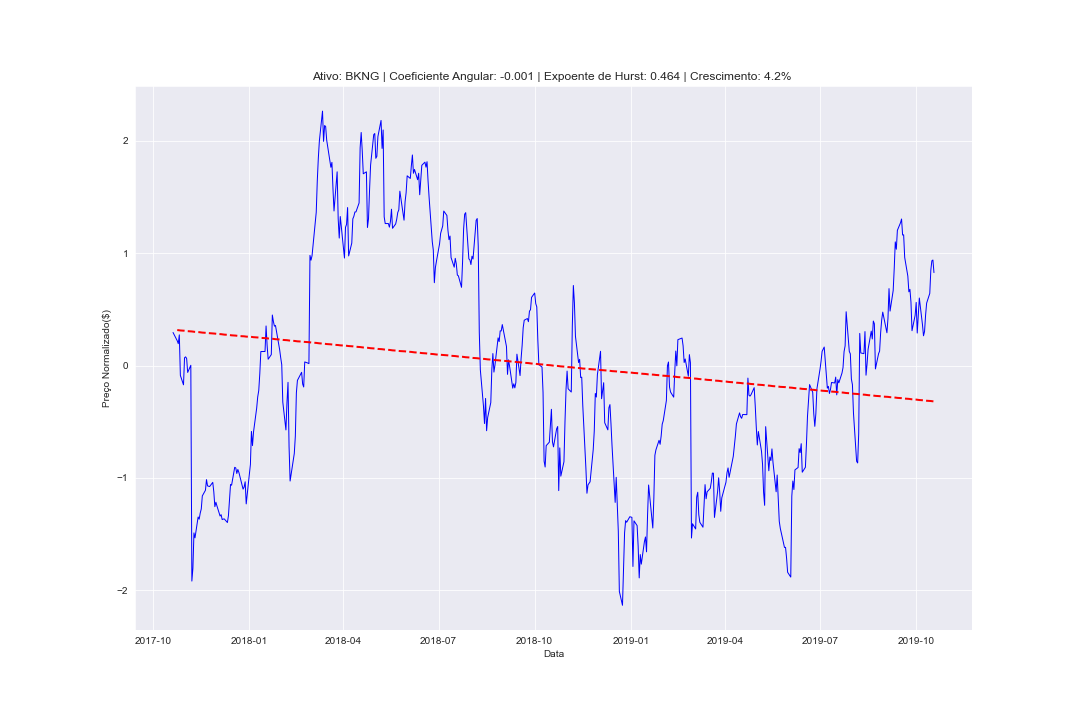 Ativo: BKNG | Coeficiente Angular: -0.001 | Expoente de Hurst: 0.464 | Crescimento: 4.2%
Preço Normalizado($)
2
1
0
−1
−2
2017-10 2018-01 2018-04 2018-07 2018-10 2019-01 2019-04 2019-07 2019-10
Data